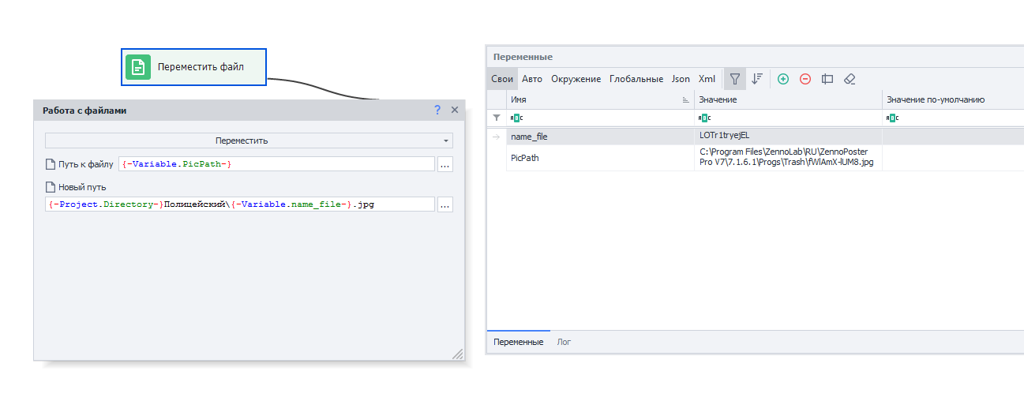 Переместить файл
Работа с файлами
?
Переместить
Путь к файлу {-Variable.PicPath-} ...
Новый путь
{-Project.Directory-}Полицейский\{-Variable.name_file-}.jpg ...
Переменные
Свои Авто Окружение Глобальные Json Xml
Имя Значение Значение по-умолчанию
name_file LOTr1tryejEL
PicPath C:\Program Files\ZennoLab\RU\ZennoPoster
Pro V7\7.1.6.1\Progs\Trash\fWlAmX-lUM8.jpg
Переменные Лог